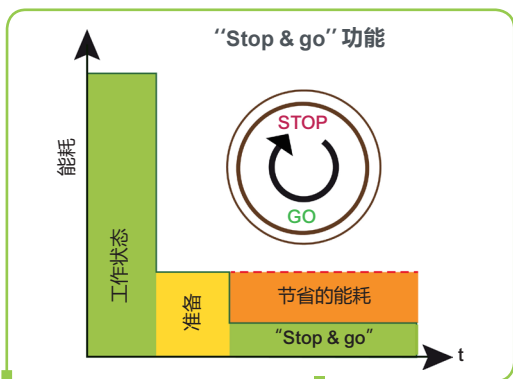 “Stop & go” 功能
能耗
STOP
GO
工作状态
准备
节省的能耗
“Stop & go”
t